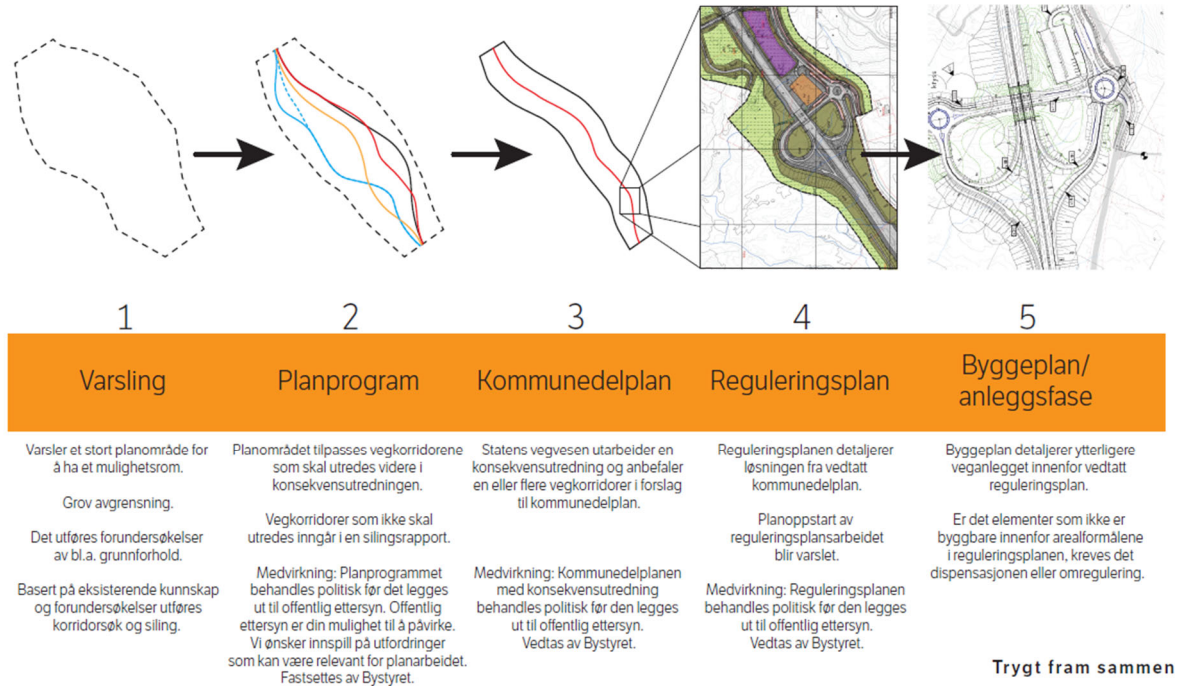 1
Varsling
Varsler et stort planområde for
å ha et mulighetsrom.
Grov avgrensning.
Det utføres forundersøkelser
av bl.a. grunnforhold.
Basert på eksisterende kunnskap
og forundersøkelser utføres
korridorsøk og siling.
2
Planprogram
Planområdet tilpasses vegkorridorene
som skal utredes videre i
konsekvensutredningen.
Vegkorridorer som ikke skal
utredes inngår i en silingsrapport.
Medvirkning: Planprogrammet
behandles politisk før det legges
ut til offentlig ettersyn. Offentlig
ettersyn er din mulighet til å påvirke.
Vi ønsker innspill på utfordringer
som kan være relevant for planarbeidet.
Fastsettes av Bystyret.
3
Kommunedelplan
Statens vegvesen utarbeider en
konsekvensutredning og anbefaler
en eller flere vegkorridorer i forslag
til kommunedelplan.
Medvirkning: Kommunedelplanen
med konsekvensutredning
behandles politisk før den legges
ut til offentlig ettersyn.
Vedtas av Bystyret.
4
Reguleringsplan
Reguleringsplanen detaljerer
løsningen fra vedtatt
kommunedelplan.
Planoppstart av
reguleringsplansarbeidet
blir varslet.
Medvirkning: Reguleringsplanen
behandles politisk før den legges
ut til offentlig ettersyn.
Vedtas av Bystyret.
5
Byggeplan/
anleggsfase
Byggeplan detaljerer ytterligere
veganlegget innenfor vedtatt
reguleringsplan.
Er det elementer som ikke er
byggbare innenfor arealformålene
i reguleringsplanen, kreves det
dispensasjonen eller omregulering.
Trygt fram sammen